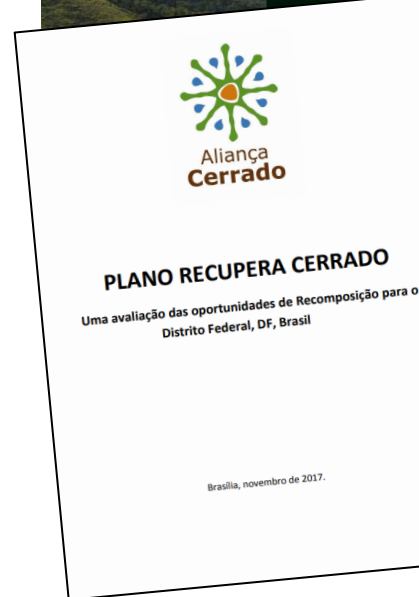 Aliança
Cerrado
PLANO RECUPERA CERRADO
Uma avaliação das oportunidades de Recomposição para o
Distrito Federal, DF, Brasil
Brasília, novembro de 2017.